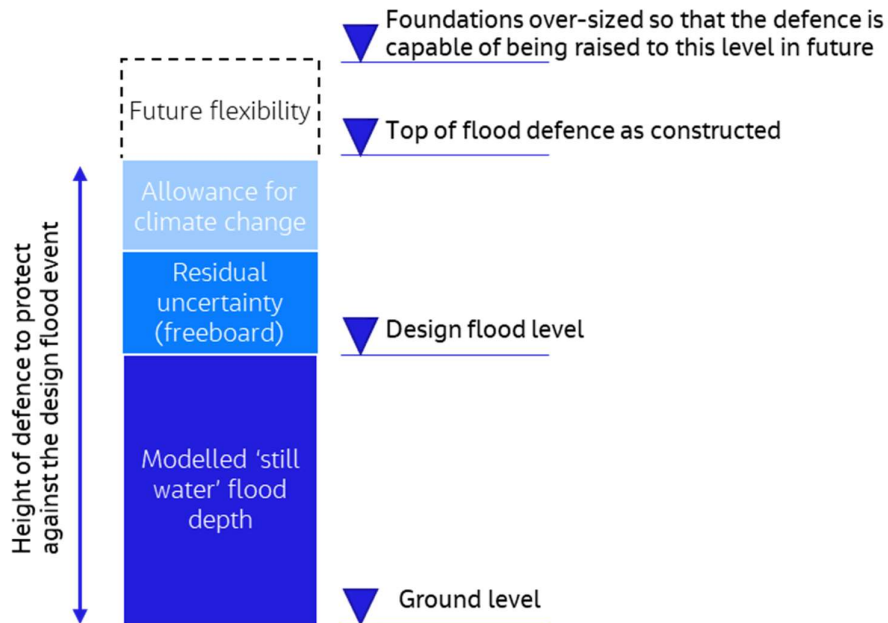 Foundations over-sized so that the defence is
capable of being raised to this level in future
Future flexibility
Top of flood defence as constructed
Allowance for
climate change
Residual
uncertainty
(freeboard)
Design flood level
Height of defence to protect
against the design flood event
Modelled ‘still
water’ flood
depth
Ground level